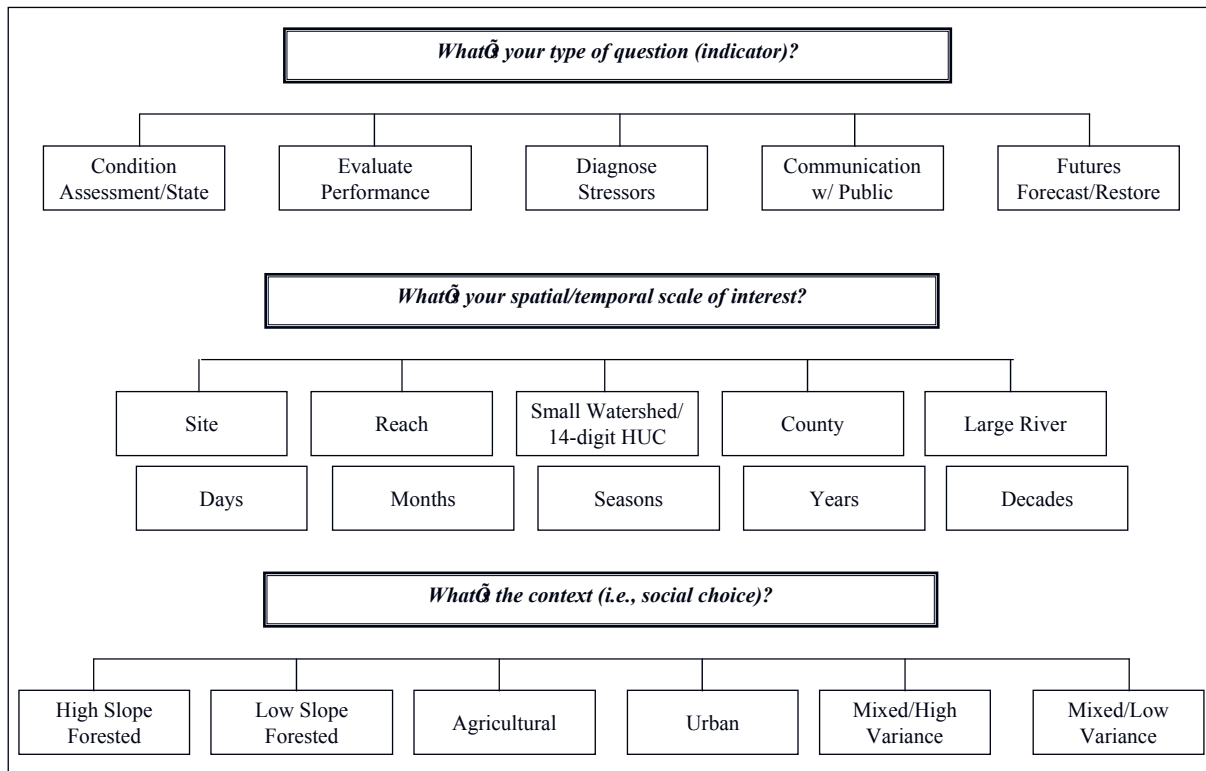 WhatÕs your type of question (indicator)?
Condition
Assessment/State
Evaluate
Performance
Diagnose
Stressors
Communication
w/ Public
Futures
Forecast/Restore
WhatÕs your spatial/temporal scale of interest?
Site
Reach
Small Watershed/
14-digit HUC
County
Large River
Days
Months
Seasons
Years
Decades
WhatÕs the context (i.e., social choice)?
High Slope
Forested
Low Slope
Forested
Agricultural
Urban
Mixed/High
Variance
Mixed/Low
Variance